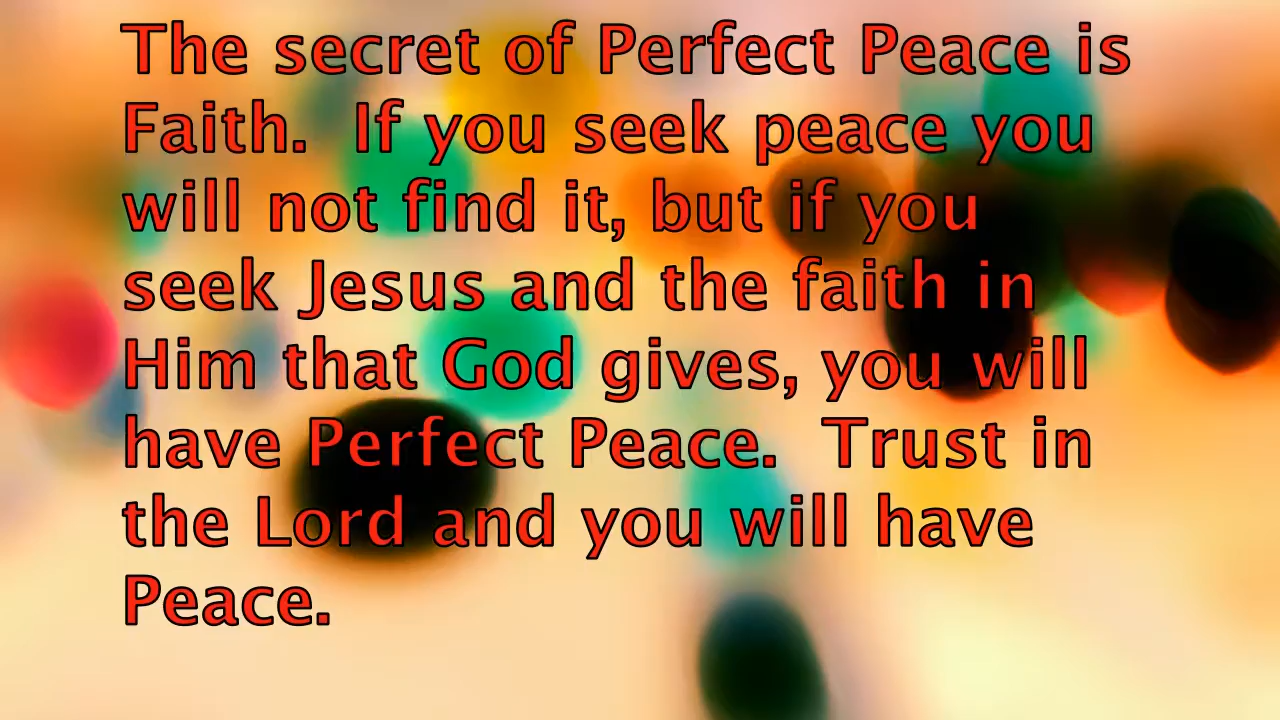 The secret of Perfect Peace is
Faith.  If you seek peace you
will not find it, but if you
seek Jesus and the faith in
Him that God gives, you will
have Perfect Peace.  Trust in
the Lord and you will have
Peace.